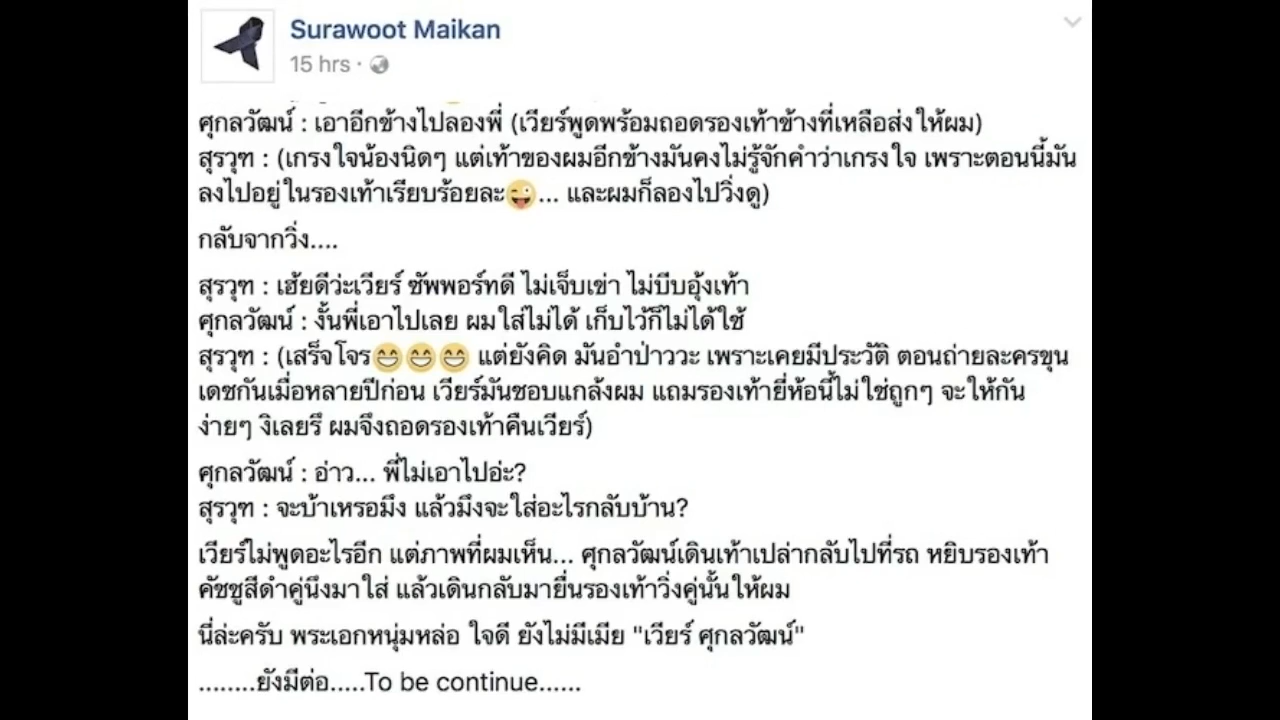 Surawoot Maikan
15 hrs ·
ศุกลวัฒน์ : เอาอีกข้างไปลองพี่ (เวียร์พูดพร้อมถอดรองเท้าข้างที่เหลือส่งให้ผม)
สุรวุฑ : (เกรงใจน้องนิดๆ แต่เท้าของผมอีกข้างมันคงไม่รู้จักคำว่าเกรงใจ เพราะตอนนี้มัน
ลงไปอยู่ในรองเท้าเรียบร้อยละ😜... และผมก็ลองไปวิ่งดู)
กลับจากวิ่ง....
สุรวุฑ : เฮ้ยดีว่ะเวียร์ ซัพพอร์ทดี ไม่เจ็บเข่า ไม่บีบอุ้งเท้า
ศุกลวัฒน์ : งั้นพี่เอาไปเลย ผมใส่ไม่ได้ เก็บไว้ก็ไม่ได้ใช้
สุรวุฑ : (เสร็จโจร😁😁😁 แต่ยังคิด มันอำป่าววะ เพราะเคยมีประวัติ ตอนถ่ายละครขุน
เดชกันเมื่อหลายปีก่อน เวียร์มันชอบแกล้งผม แถมรองเท้ายี่ห้อนี้ไม่ใช่ถูกๆ จะให้กัน
ง่ายๆ งิเลยรึ ผมจึงถอดรองเท้าคืนเวียร์)
ศุกลวัฒน์ : อ่าว... พี่ไม่เอาไปอ่ะ?
สุรวุฑ : จะบ้าเหรอมึง แล้วมึงจะใส่อะไรกลับบ้าน?
เวียร์ไม่พูดอะไรอีก แต่ภาพที่ผมเห็น... ศุกลวัฒน์เดินเท้าเปล่ากลับไปที่รถ หยิบรองเท้า
คัชชูสีดำคู่นึงมาใส่ แล้วเดินกลับมายื่นรองเท้าวิ่งคู่นั้นให้ผม
นี่ล่ะครับ พระเอกหนุ่มหล่อ ใจดี ยังไม่มีเมีย "เวียร์ ศุกลวัฒน์"
........ยังมีต่อ.....To be continue......